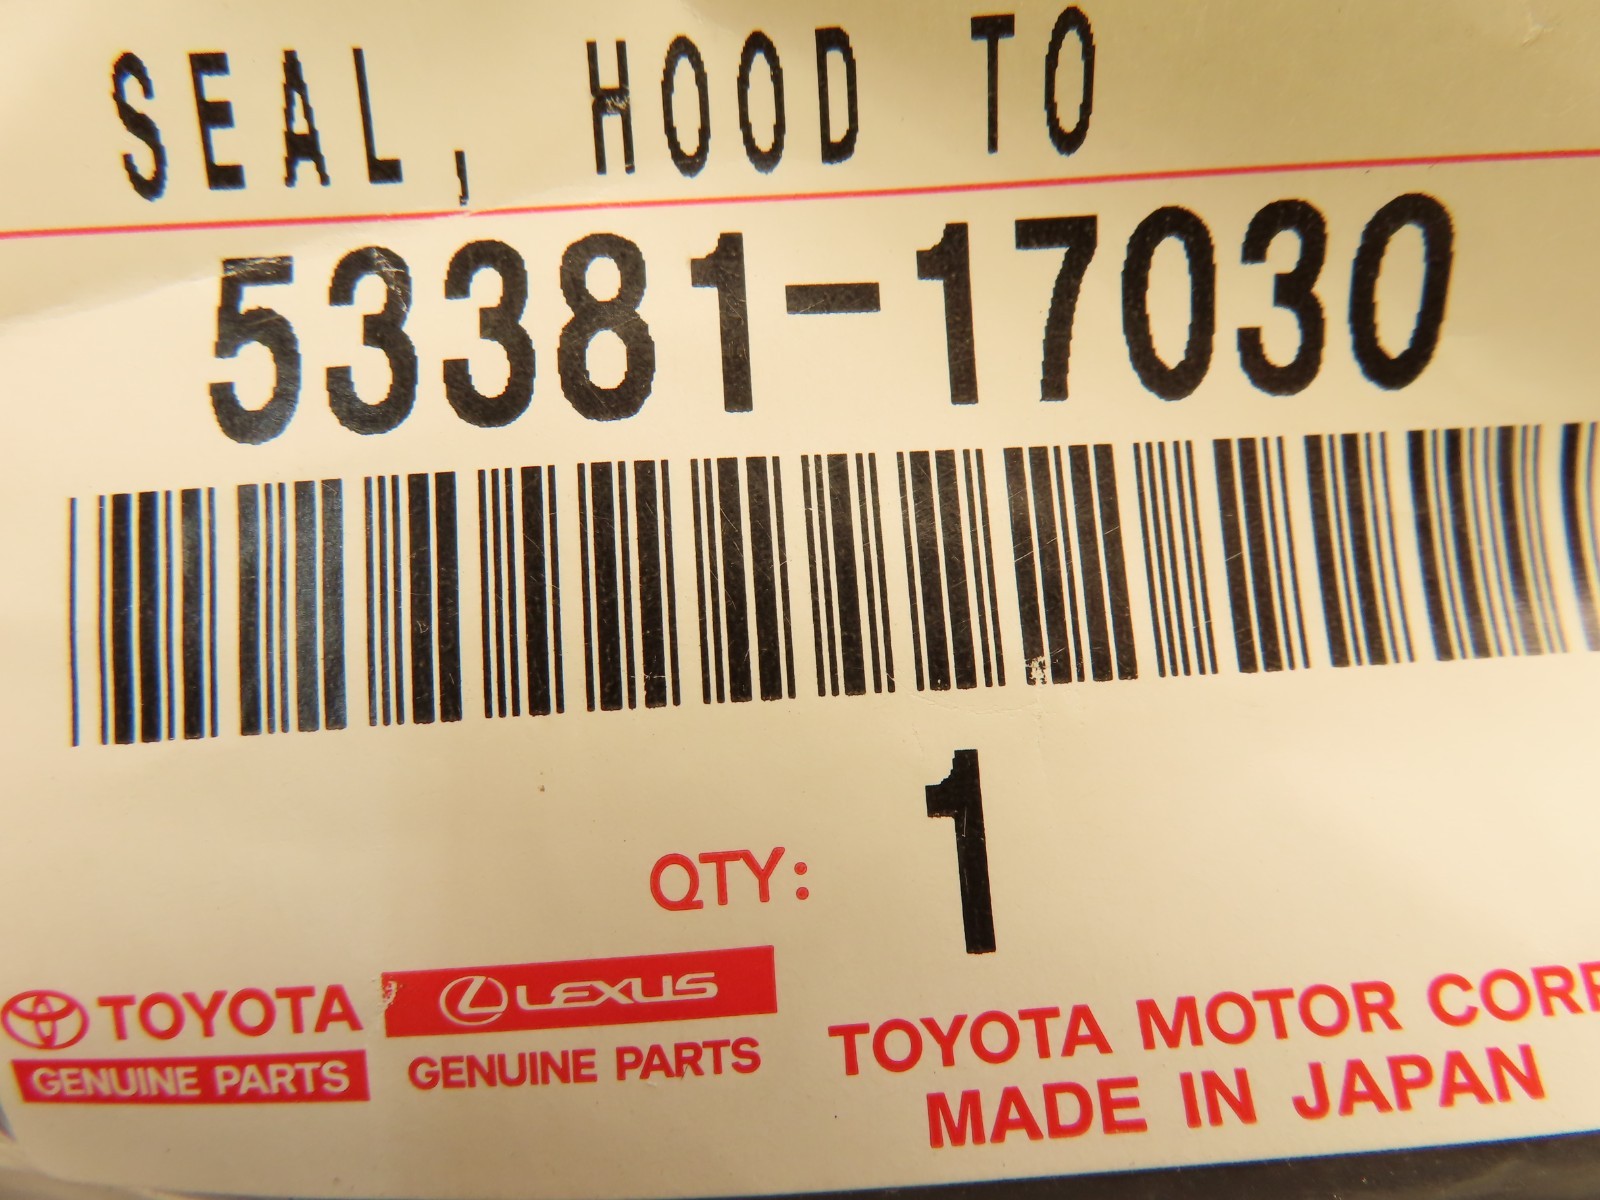 SEAL, HOOD TO
53381-17030
QTY: 1
TOYOTA
GENUINE PARTS
LEXUS
GENUINE PARTS
TOYOTA MOTOR CORP
MADE IN JAPAN